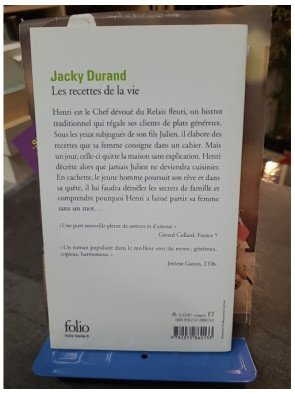 Jacky Durand
Les recettes de la vie
Henri est le Chef dévoué du Relais fleuri, un bistrot
traditionnel qui régale ses clients de plats généreux.
Sous les yeux subjugués de son fils Julien, il élabore des
recettes que sa femme consigne dans un cahier. Mais
un jour, celle-ci quitte la maison sans explication. Henri
décrète alors que jamais Julien ne deviendra cuisinier.
En cachette, le jeune homme poursuit son rêve et dans
sa quête, il lui faudra démêler les secrets de famille et
comprendre pourquoi Henri a laissé partir sa femme
sans un mot…
« Une pure merveille pleine de saveurs et d'amour. »
Gérard Collard, France 5
« Un roman populaire dans le meilleur sens du terme : généreux,
copieux, harmonieux. »
Jérôme Garcin, L'Obs
folio
F7